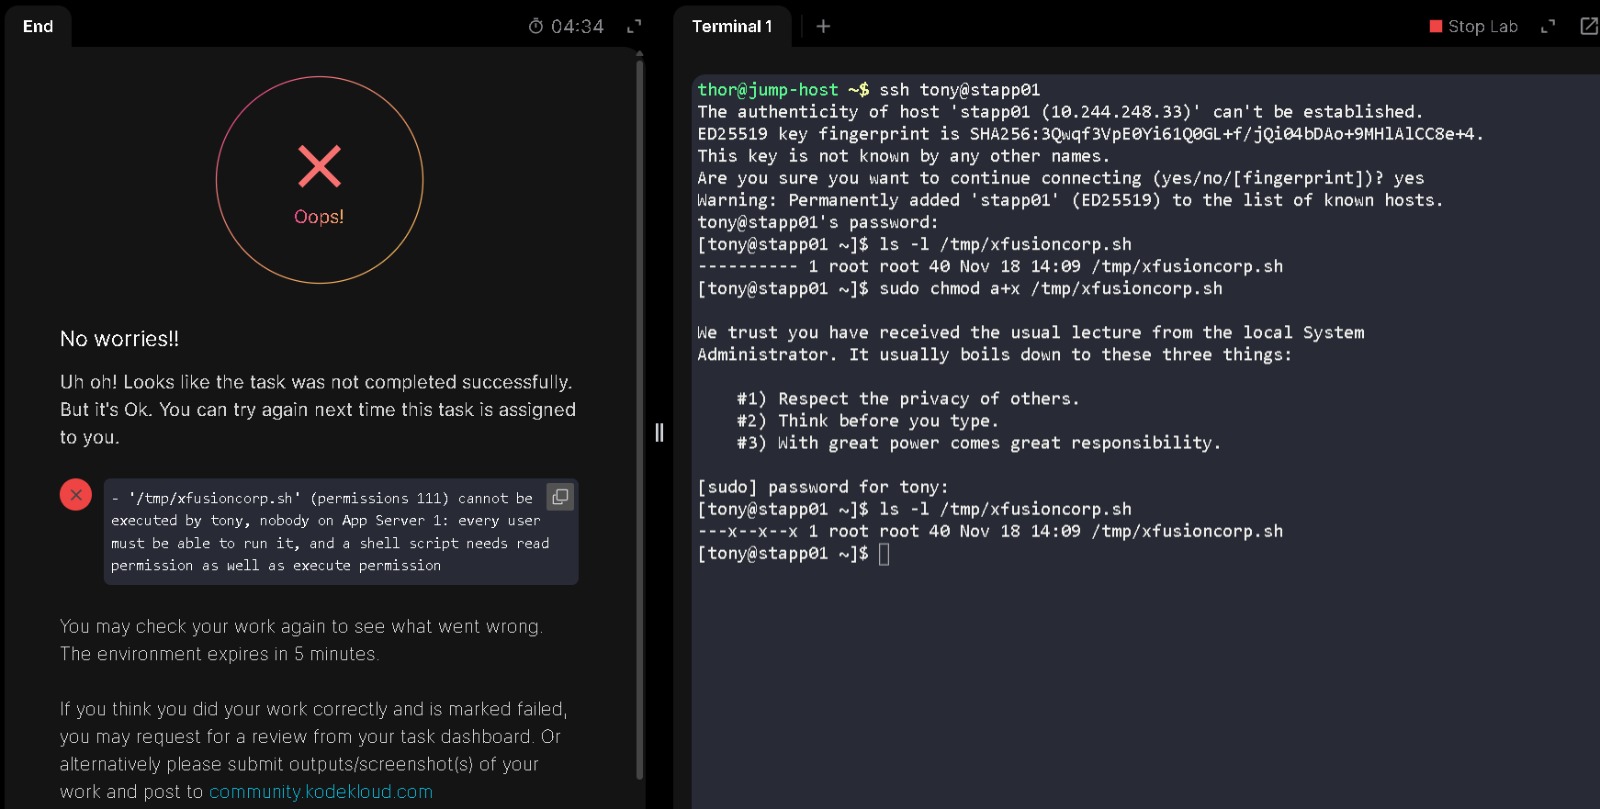 End
04:34
Oops!
No worries!!
Uh oh! Looks like the task was not completed successfully.
But it's Ok. You can try again next time this task is assigned
to you.
- '/tmp/xfusioncorp.sh' (permissions 111) cannot be
executed by tony, nobody on App Server 1: every user
must be able to run it, and a shell script needs read
permission as well as execute permission
You may check your work again to see what went wrong.
The environment expires in 5 minutes.
If you think you did your work correctly and is marked failed,
you may request for a review from your task dashboard. Or
alternatively please submit outputs/screenshot(s) of your
work and post to community.kodekloud.com
Terminal 1
+
Stop Lab
thor@jump-host ~$ ssh tony@stapp01
The authenticity of host 'stapp01 (10.244.248.33)' can't be established.
ED25519 key fingerprint is SHA256:3Qwqf3VpE0Yi61Q0GL+f/jQi04bDAo+9MHlAlCC8e+4.
This key is not known by any other names.
Are you sure you want to continue connecting (yes/no/[fingerprint])? yes
Warning: Permanently added 'stapp01' (ED25519) to the list of known hosts.
tony@stapp01's password:
[tony@stapp01 ~]$ ls -l /tmp/xfusioncorp.sh
---------- 1 root root 40 Nov 18 14:09 /tmp/xfusioncorp.sh
[tony@stapp01 ~]$ sudo chmod a+x /tmp/xfusioncorp.sh
We trust you have received the usual lecture from the local System
Administrator. It usually boils down to these three things:
#1) Respect the privacy of others.
#2) Think before you type.
#3) With great power comes great responsibility.
[sudo] password for tony:
[tony@stapp01 ~]$ ls -l /tmp/xfusioncorp.sh
---x--x--x 1 root root 40 Nov 18 14:09 /tmp/xfusioncorp.sh
[tony@stapp01 ~]$